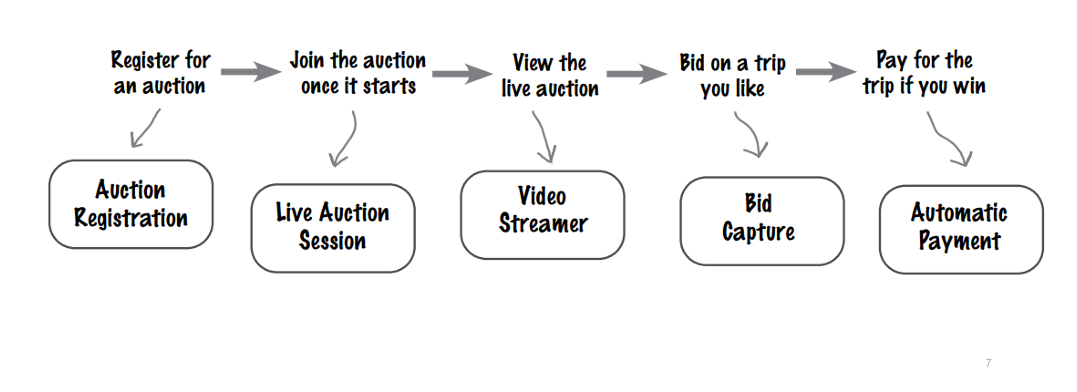 Register for
an auction
Join the auction
once it starts
View the
live auction
Bid on a trip
you like
Pay for the
trip if you win
Auction
Registration
Live Auction
Session
Video
Streamer
Bid
Capture
Automatic
Payment
7